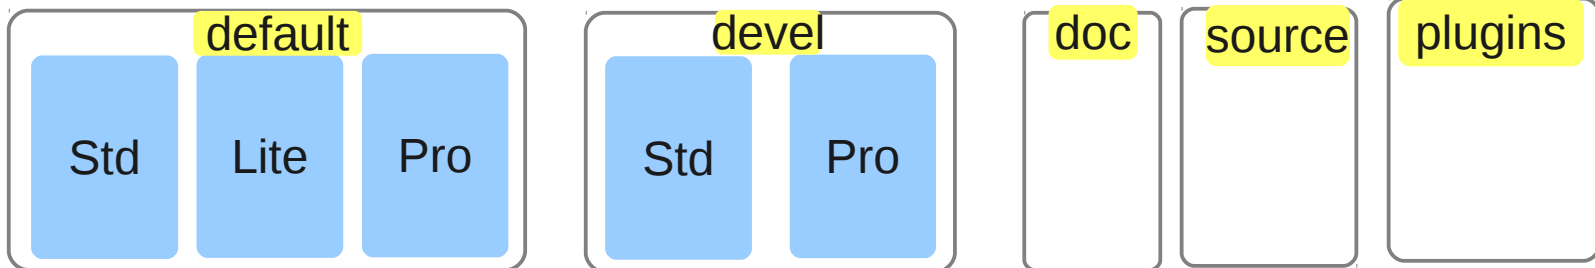 default
Std
Lite
Pro
devel
Std
Pro
doc
source
plugins